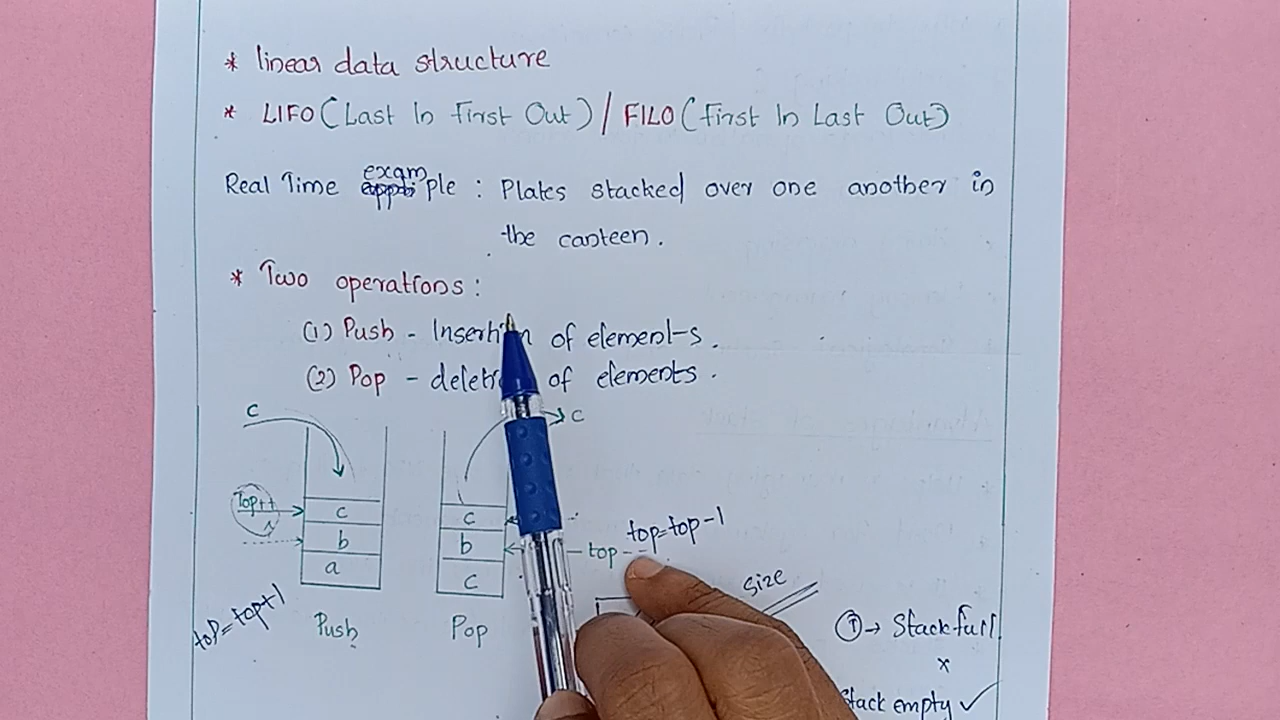 * linear data structure
* LIFO (Last In First Out) / FILO (First In Last Out)
Real Time example : Plates stacked over one another in
the canteen.
* Two operations :
(1) Push - Insertion of element-s.
(2) Pop - deletion of elements.
c
c
Top++
c
b
a
c
b
c
top
top=top-1
top=top+1
Push
Pop
size
① → Stack full
x
Stack empty ✓